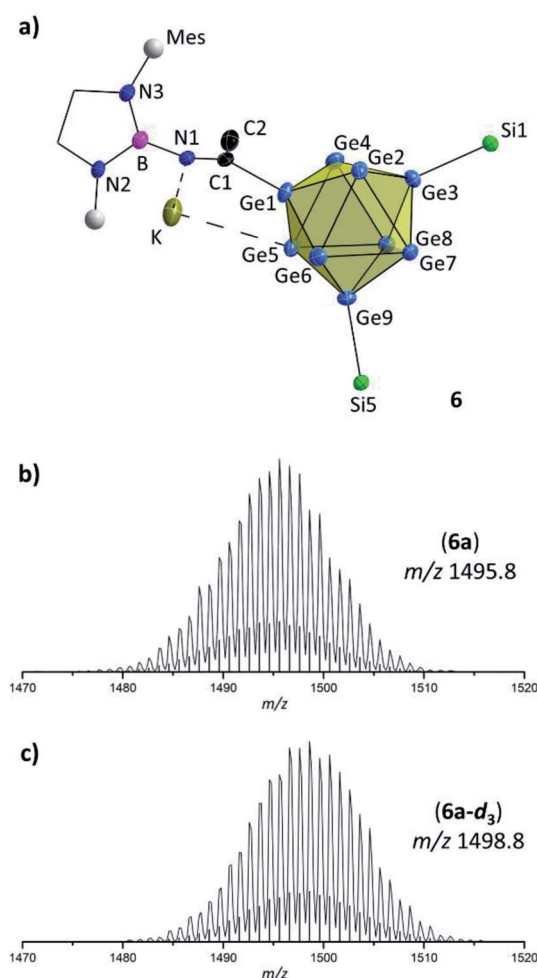 a)
Mes
N3
C2
B
N1
N2
C1
K
Ge4
Ge2
Si1
Ge3
Ge1
Ge5
Ge8
Ge6
Ge7
Ge9
Si5
6
b)
(6a)
m/z 1495.8
1470 1480 1490 1500 1510 1520
m/z
c)
(6a-d3)
m/z 1498.8
1470 1480 1490 1500 1510 1520
m/z